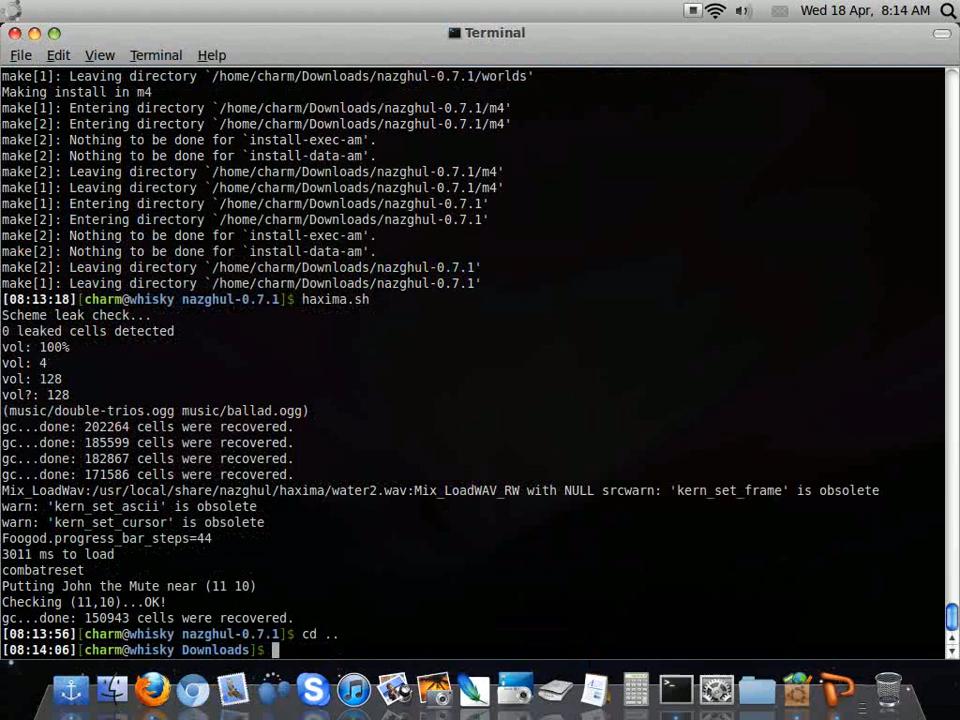 Wed 18 Apr, 8:14 AM
Terminal
File Edit View Terminal Help
make[1]: Leaving directory `/home/charm/Downloads/nazghul-0.7.1/worlds'
Making install in m4
make[1]: Entering directory `/home/charm/Downloads/nazghul-0.7.1/m4'
make[2]: Entering directory `/home/charm/Downloads/nazghul-0.7.1/m4'
make[2]: Nothing to be done for `install-exec-am'.
make[2]: Nothing to be done for `install-data-am'.
make[2]: Leaving directory `/home/charm/Downloads/nazghul-0.7.1/m4'
make[1]: Leaving directory `/home/charm/Downloads/nazghul-0.7.1/m4'
make[1]: Entering directory `/home/charm/Downloads/nazghul-0.7.1'
make[2]: Entering directory `/home/charm/Downloads/nazghul-0.7.1'
make[2]: Nothing to be done for `install-exec-am'.
make[2]: Nothing to be done for `install-data-am'.
make[2]: Leaving directory `/home/charm/Downloads/nazghul-0.7.1'
make[1]: Leaving directory `/home/charm/Downloads/nazghul-0.7.1'
[08:13:18][charm@whisky nazghul-0.7.1]$ haxima.sh
Scheme leak check...
0 leaked cells detected
vol: 100%
vol: 4
vol: 128
vol?: 128
(music/double-trios.ogg music/ballad.ogg)
gc...done: 202264 cells were recovered.
gc...done: 185599 cells were recovered.
gc...done: 182867 cells were recovered.
gc...done: 171586 cells were recovered.
Mix_LoadWav:/usr/local/share/nazghul/haxima/water2.wav:Mix_LoadWAV_RW with NULL srcwarn: 'kern_set_frame' is obsolete
warn: 'kern_set_ascii' is obsolete
warn: 'kern_set_cursor' is obsolete
Foogod.progress_bar_steps=44
3011 ms to load
combatreset
Putting John the Mute near (11 10)
Checking (11,10)...OK!
gc...done: 150943 cells were recovered.
[08:13:56][charm@whisky nazghul-0.7.1]$ cd ..
[08:14:06][charm@whisky Downloads]$